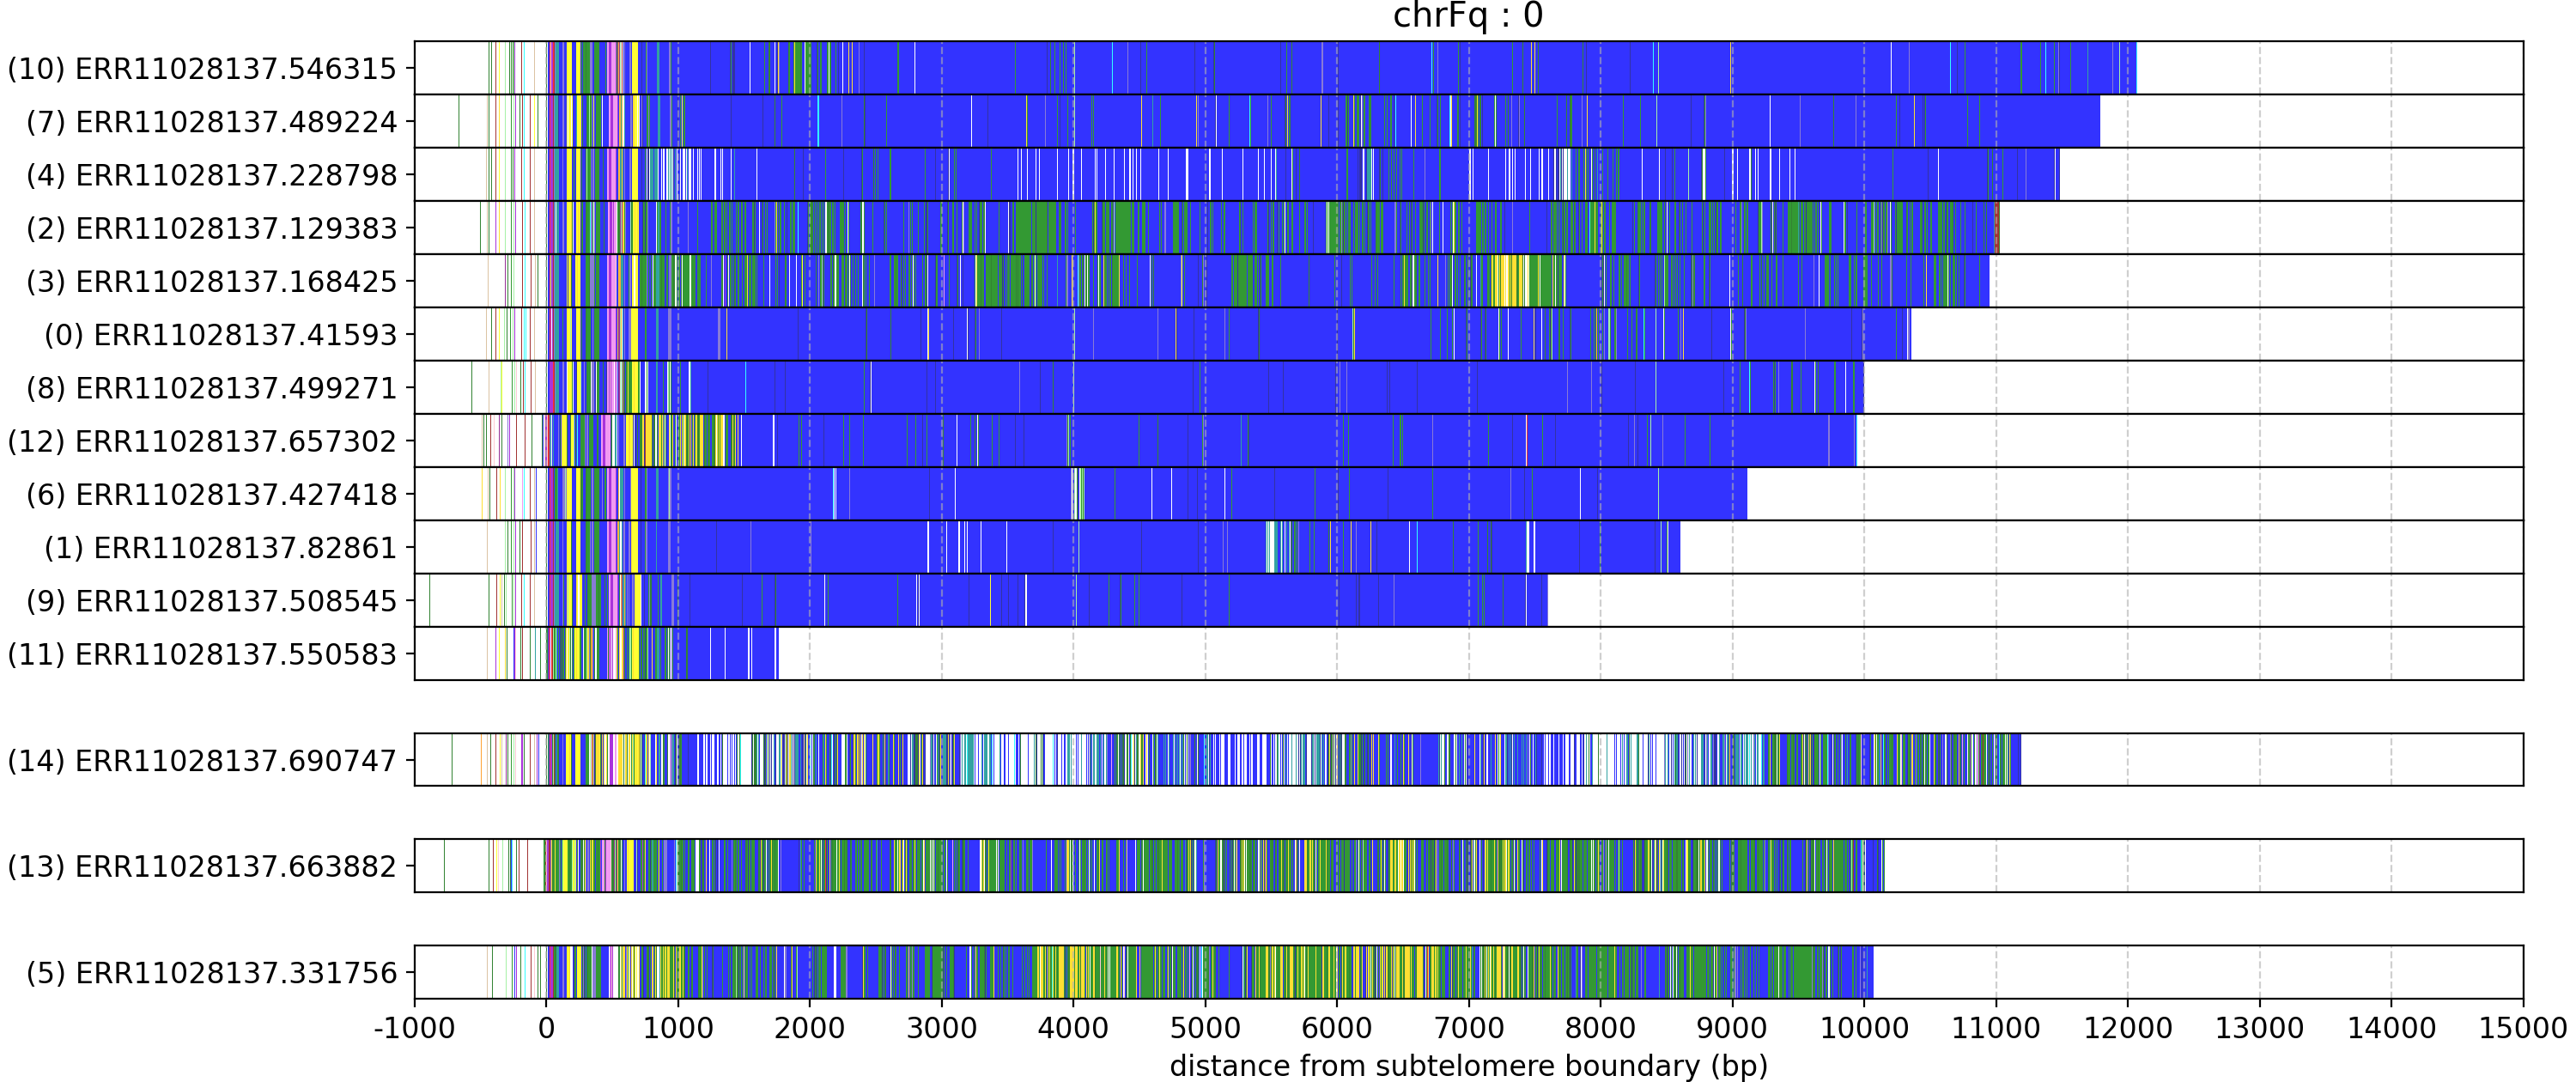 chrFq : 0
(10) ERR11028137.546315
(7) ERR11028137.489224
(4) ERR11028137.228798
(2) ERR11028137.129383
(3) ERR11028137.168425
(0) ERR11028137.41593
(8) ERR11028137.499271
(12) ERR11028137.657302
(6) ERR11028137.427418
(1) ERR11028137.82861
(9) ERR11028137.508545
(11) ERR11028137.550583
(14) ERR11028137.690747
(13) ERR11028137.663882
(5) ERR11028137.331756
-1000 0 1000 2000 3000 4000 5000 6000 7000 8000 9000 10000 11000 12000 13000 14000 15000
distance from subtelomere boundary (bp)